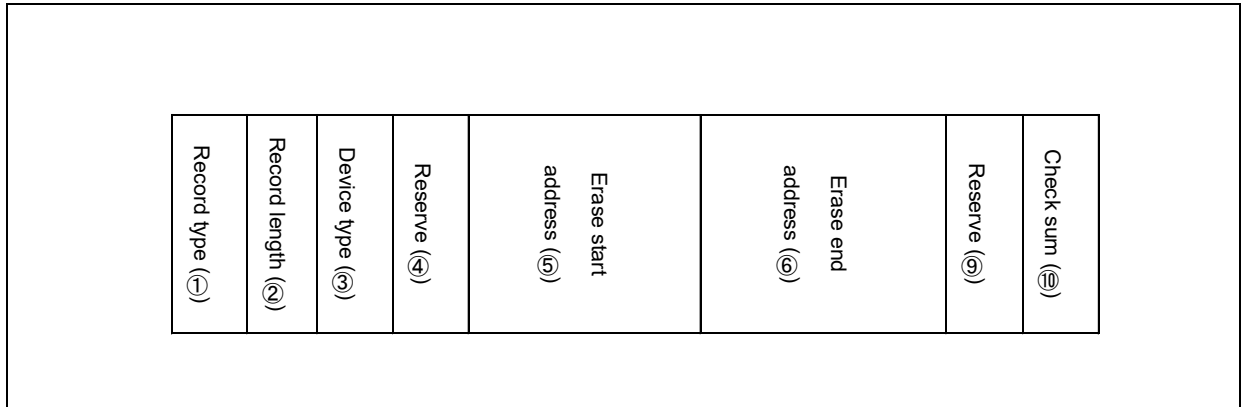 Record type (①)
Record length (②)
Device type (③)
Reserve (④)
Erase start
address (⑤)
Erase end
address (⑥)
Reserve (⑨)
Check sum (⑩)